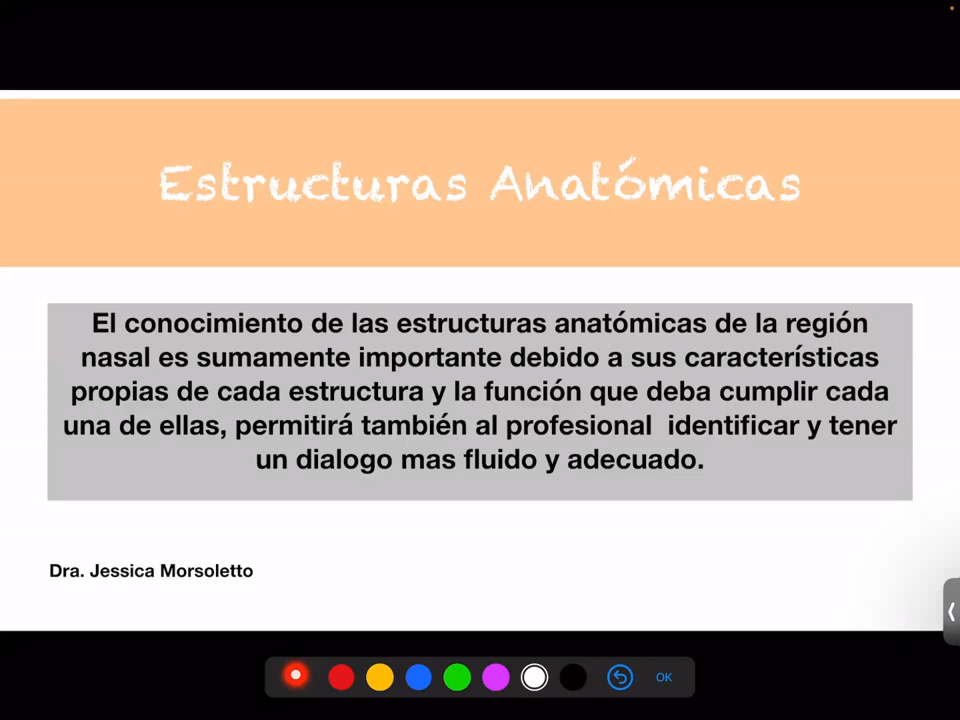 Estructuras Anatómicas
El conocimiento de las estructuras anatómicas de la región
nasal es sumamente importante debido a sus características
propias de cada estructura y la función que deba cumplir cada
una de ellas, permitirá también al profesional  identificar y tener
un dialogo mas fluido y adecuado.
Dra. Jessica Morsoletto
OK